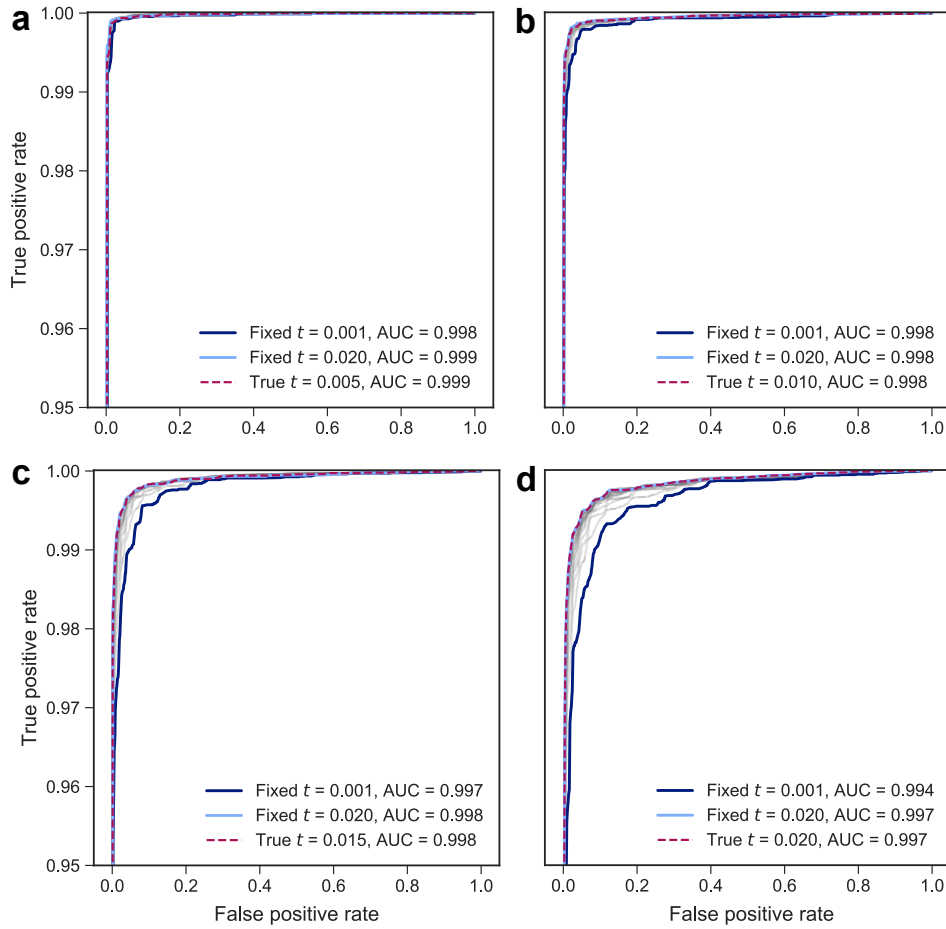 a
1.00
0.99
0.98
0.97
0.96
0.95
True positive rate
Fixed t = 0.001, AUC = 0.998
Fixed t = 0.020, AUC = 0.999
True t = 0.005, AUC = 0.999
0.0 0.2 0.4 0.6 0.8 1.0
b
Fixed t = 0.001, AUC = 0.998
Fixed t = 0.020, AUC = 0.998
True t = 0.010, AUC = 0.998
0.0 0.2 0.4 0.6 0.8 1.0
c
1.00
0.99
0.98
0.97
0.96
0.95
True positive rate
Fixed t = 0.001, AUC = 0.997
Fixed t = 0.020, AUC = 0.998
True t = 0.015, AUC = 0.998
0.0 0.2 0.4 0.6 0.8 1.0
False positive rate
d
Fixed t = 0.001, AUC = 0.994
Fixed t = 0.020, AUC = 0.997
True t = 0.020, AUC = 0.997
0.0 0.2 0.4 0.6 0.8 1.0
False positive rate